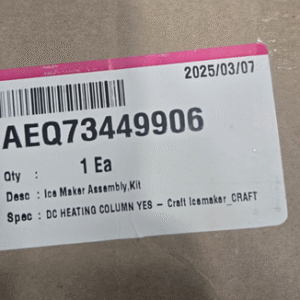 2025/03/07
AEQ73449906
Qty : 1 Ea
Desc : Ice Maker Assembly,Kit
Spec : DC HEATING COLUMN YES - Craft Icemaker_CRAFT